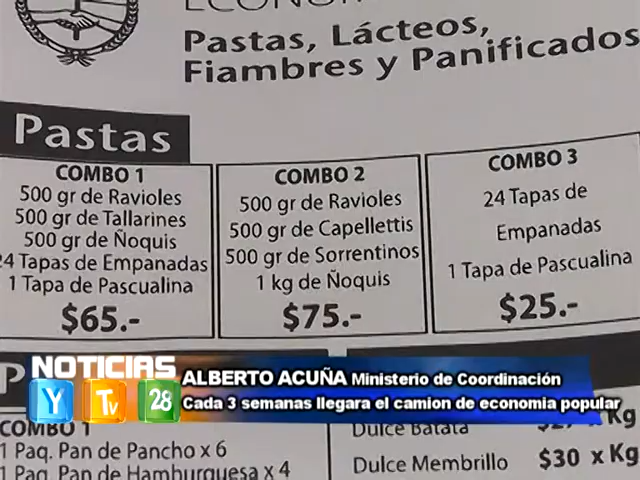 Pastas, Lácteos,
Fiambres y Panificados
Pastas
COMBO 1
500 gr de Ravioles
500 gr de Tallarines
500 gr de Ñoquis
24 Tapas de Empanadas
1 Tapa de Pascualina
$65.-
COMBO 2
500 gr de Ravioles
500 gr de Capellettis
500 gr de Sorrentinos
1 kg de Ñoquis
$75.-
COMBO 3
24 Tapas de
Empanadas
1 Tapa de Pascualina
$25.-
NOTICIAS
Y Tv 28
ALBERTO ACUÑA Ministerio de Coordinación
Cada 3 semanas llegara el camion de economia popular
COMBO 1
1 Paq. Pan de Pancho x 6
1 Paq. Pan de Hamburguesa x 4
Dulce Batata x Kg
Dulce Membrillo $30 x Kg